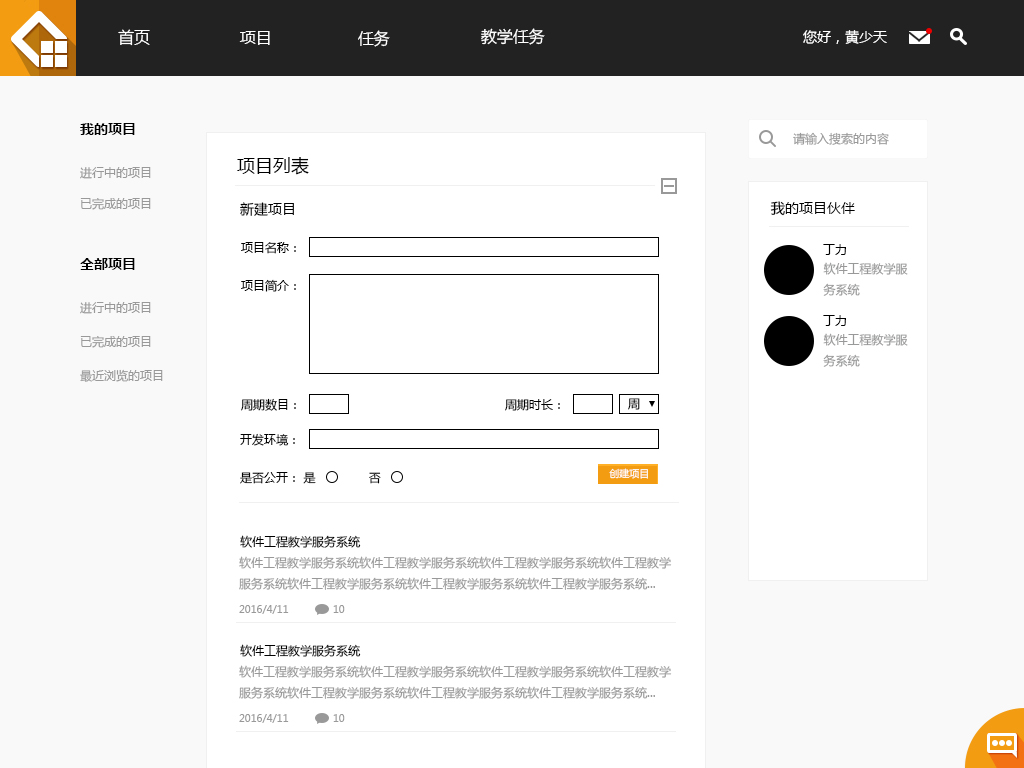 首页
项目
任务
教学任务
您好，黄少天
我的项目
进行中的项目
已完成的项目
全部项目
进行中的项目
已完成的项目
最近浏览的项目
项目列表
新建项目
项目名称：
项目简介：
周期数目：
周期时长：
周
开发环境：
是否公开：是
否
创建项目
软件工程教学服务系统
软件工程教学服务系统软件工程教学服务系统软件工程教学服务系统软件工程教学
服务系统软件工程教学服务系统软件工程教学服务系统软件工程教学服务系统...
2016/4/11
10
软件工程教学服务系统
软件工程教学服务系统软件工程教学服务系统软件工程教学服务系统软件工程教学
服务系统软件工程教学服务系统软件工程教学服务系统软件工程教学服务系统...
2016/4/11
10
请输入搜索的内容
我的项目伙伴
丁力
软件工程教学服
务系统
丁力
软件工程教学服
务系统